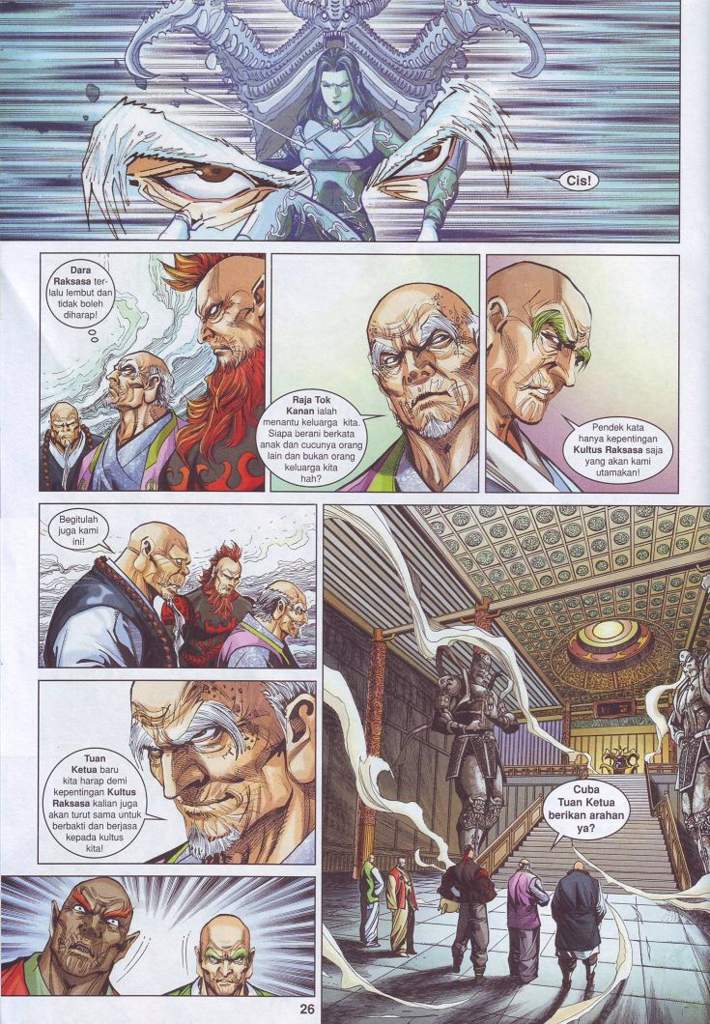 Cis!
Dara
Raksasa ter-
lalu lembut dan
tidak boleh
diharap!
Raja Tok
Kanan ialah
menantu keluarga kita.
Siapa berani berkata
anak dan cucunya orang
lain dan bukan orang
keluarga kita
hah?
Pendek kata
hanya kepentingan
Kultus Raksasa saja
yang akan kami
utamakan!
Begitulah
juga kami
ini!
Tuan
Ketua baru
kita harap demi
kepentingan Kultus
Raksasa kalian juga
akan turut sama untuk
berbakti dan berjasa
kepada kultus
kita!
Cuba
Tuan Ketua
berikan arahan
ya?
26